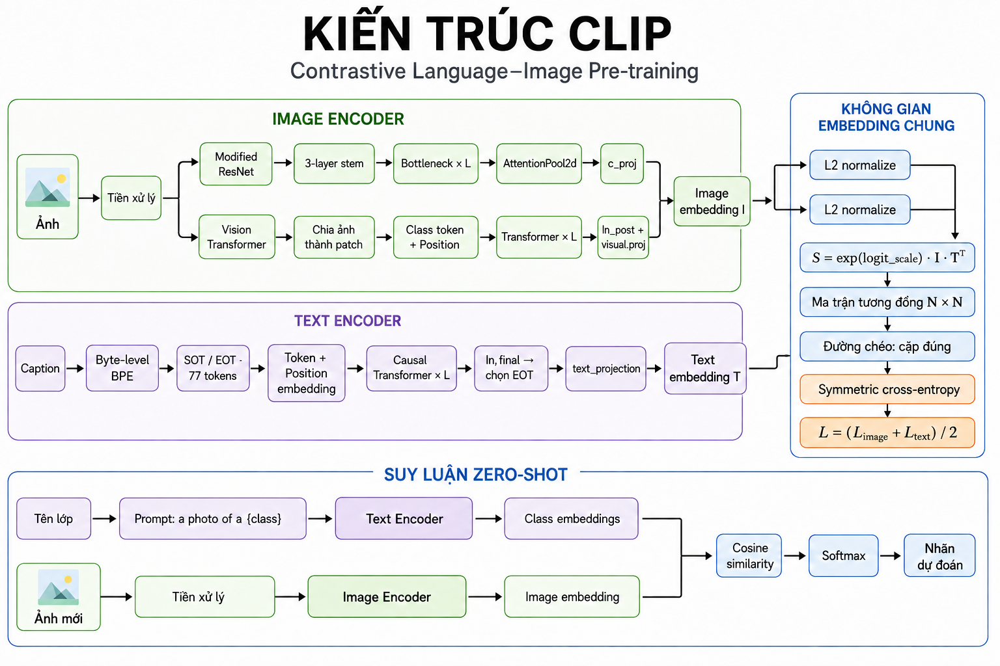 KIẾN TRÚC CLIP
Contrastive Language–Image Pre-training
IMAGE ENCODER
Ảnh
Tiền xử lý
Modified
ResNet
3-layer stem
Bottleneck × L
AttentionPool2d
c_proj
Vision
Transformer
Chia ảnh
thành patch
Class token
+ Position
Transformer × L
In_post +
visual.proj
Image
embedding I
TEXT ENCODER
Caption
Byte-level
BPE
SOT / EOT -
77 tokens
Token +
Position
embedding
Causal
Transformer × L
In, final →
chọn EOT
text_projection
Text
embedding T
KHÔNG GIAN
EMBEDDING CHUNG
L2 normalize
L2 normalize
S = exp(logit_scale) · I · Tᵀ
Ma trận tương đồng N × N
Đường chéo: cặp đúng
Symmetric cross-entropy
L = (L_image + L_text) / 2
SUY LUẬN ZERO-SHOT
Tên lớp
Prompt: a photo of a {class}
Text Encoder
Class embeddings
Ảnh mới
Tiền xử lý
Image Encoder
Image embedding
Cosine
similarity
Softmax
Nhãn
dự đoán